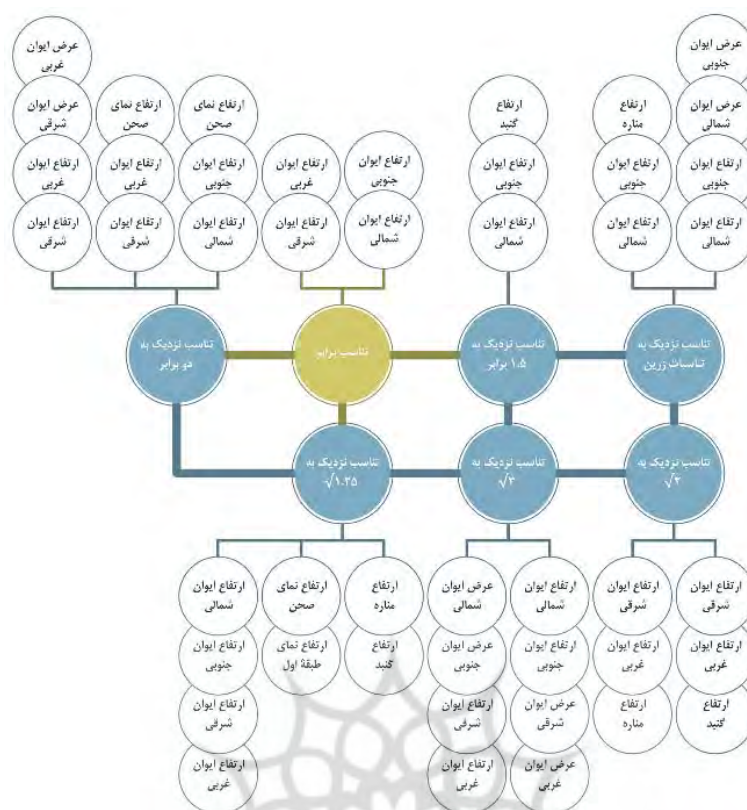 عرض ایوان
جنوبی
عرض ایوان
شمالی
ارتفاع ایوان
جنوبی
ارتفاع ایوان
شمالی
ارتفاع
مناره
ارتفاع ایوان
جنوبی
ارتفاع ایوان
شمالی
ارتفاع
گنبد
ارتفاع ایوان
جنوبی
ارتفاع ایوان
شمالی
ارتفاع ایوان
جنوبی
ارتفاع ایوان
شمالی
ارتفاع ایوان
غربی
ارتفاع ایوان
شرقی
ارتفاع نمای
صحن
ارتفاع ایوان
جنوبی
ارتفاع ایوان
شمالی
ارتفاع نمای
صحن
ارتفاع ایوان
غربی
ارتفاع ایوان
شرقی
عرض ایوان
غربی
عرض ایوان
شرقی
ارتفاع ایوان
غربی
ارتفاع ایوان
شرقی
تناسب نزدیک به
تناسبات زرین
تناسب نزدیک به
۱.۵ برابر
تناسب برابر
تناسب نزدیک به
دو برابر
تناسب نزدیک به
√۲
تناسب نزدیک به
√۳
تناسب نزدیک به
√۱.۲۵
ارتفاع ایوان
شرقی
ارتفاع ایوان
غربی
ارتفاع
گنبد
ارتفاع ایوان
شرقی
ارتفاع ایوان
غربی
ارتفاع
مناره
ارتفاع ایوان
شمالی
ارتفاع ایوان
جنوبی
عرض ایوان
شرقی
عرض ایوان
غربی
عرض ایوان
شمالی
عرض ایوان
جنوبی
ارتفاع ایوان
شرقی
ارتفاع ایوان
غربی
ارتفاع
مناره
ارتفاع
گنبد
ارتفاع نمای
صحن
ارتفاع نمای
طبقهٔ اول
ارتفاع ایوان
شمالی
ارتفاع ایوان
جنوبی
ارتفاع ایوان
شرقی
ارتفاع ایوان
غربی